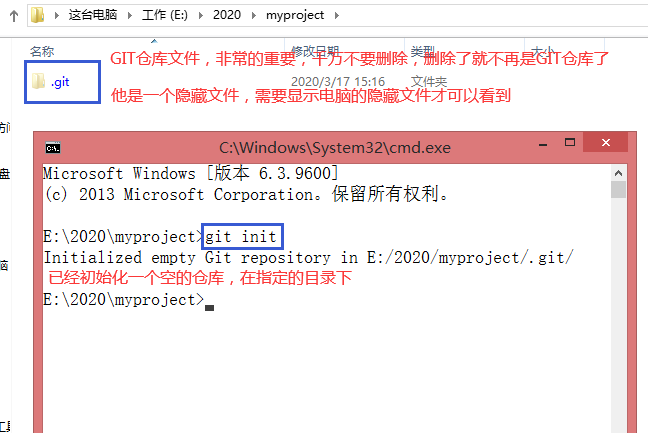 这台电脑 › 工作 (E:) › 2020 › myproject ›
名称 修改日期 类型 大小
GIT仓库文件，非常的重要，千万不要删除，删除了就不再是GIT仓库了
.git 2020/3/17 15:16 文件夹
他是一个隐藏文件，需要显示电脑的隐藏文件才可以看到
C:\Windows\System32\cmd.exe
Microsoft Windows [版本 6.3.9600]
(c) 2013 Microsoft Corporation。保留所有权利。
E:\2020\myproject>git init
Initialized empty Git repository in E:/2020/myproject/.git/
已经初始化一个空的仓库，在指定的目录下
E:\2020\myproject>